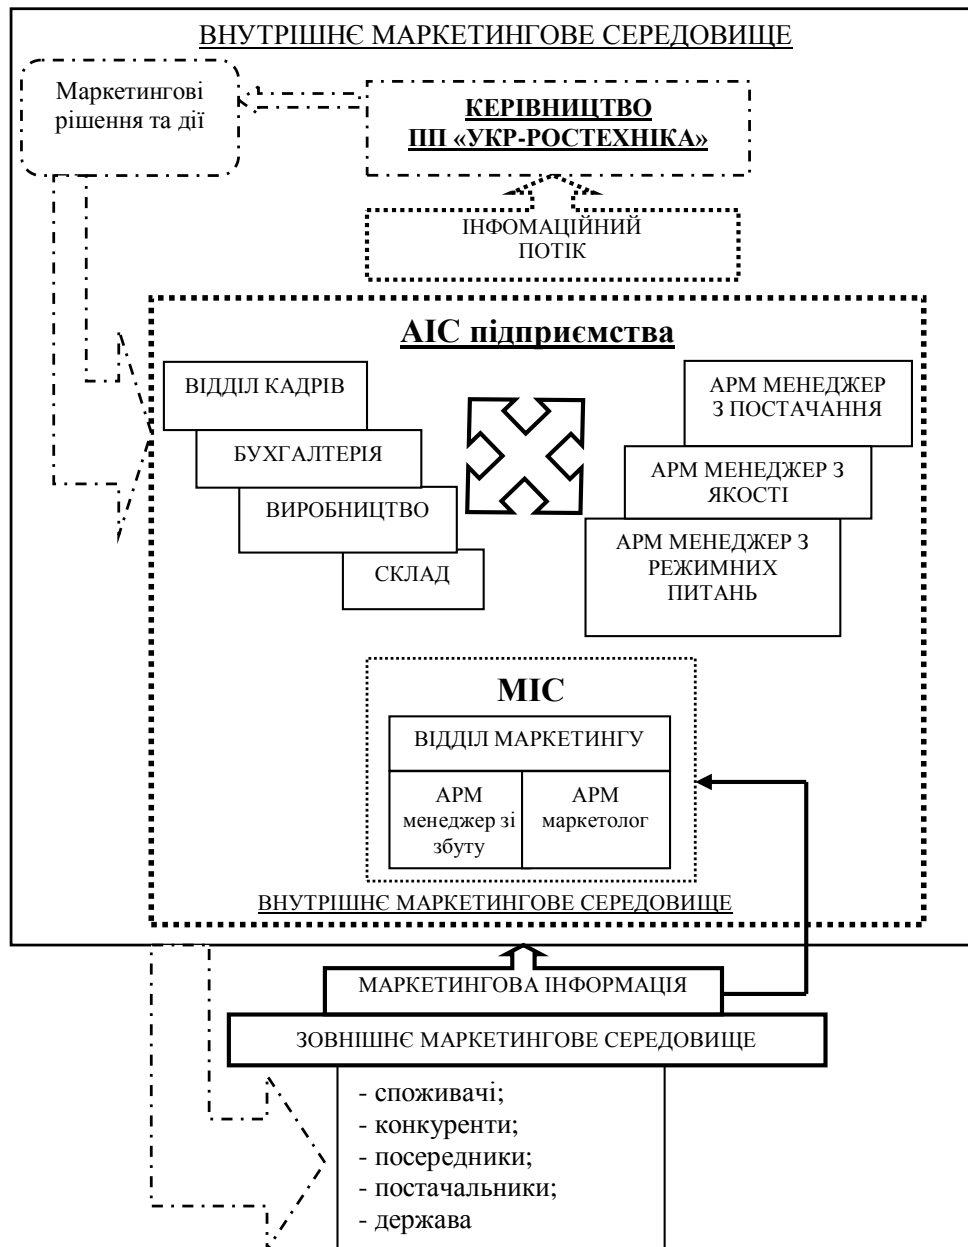 ВНУТРІШНЄ МАРКЕТИНГОВЕ СЕРЕДОВИЩЕ
Маркетингові
рішення та дії
КЕРІВНИЦТВО
ПП «УКР-РОСТЕХНІКА»
ІНФОМАЦІЙНИЙ
ПОТІК
АІС підприємства
ВІДДІЛ КАДРІВ
БУХГАЛТЕРІЯ
ВИРОБНИЦТВО
СКЛАД
АРМ МЕНЕДЖЕР
З ПОСТАЧАННЯ
АРМ МЕНЕДЖЕР З
ЯКОСТІ
АРМ МЕНЕДЖЕР З
РЕЖИМНИХ
ПИТАНЬ
МІС
ВІДДІЛ МАРКЕТИНГУ
АРМ
менеджер зі
збуту
АРМ
маркетолог
ВНУТРІШНЄ МАРКЕТИНГОВЕ СЕРЕДОВИЩЕ
МАРКЕТИНГОВА ІНФОРМАЦІЯ
ЗОВНІШНЄ МАРКЕТИНГОВЕ СЕРЕДОВИЩЕ
- споживачі;
- конкуренти;
- посередники;
- постачальники;
- держава